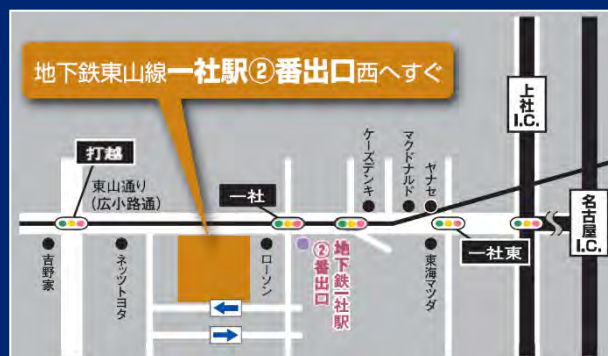 地下鉄東山線一社駅②番出口西へすぐ
打越
東山通り
(広小路通)
一社
ケーズデンキ
マクドナルド
ヤナセ
上社
I.C.
名古屋
I.C.
一社東
吉野家
ネッツトヨタ
ローソン
地下鉄一社駅
②番出口
東海マツダ